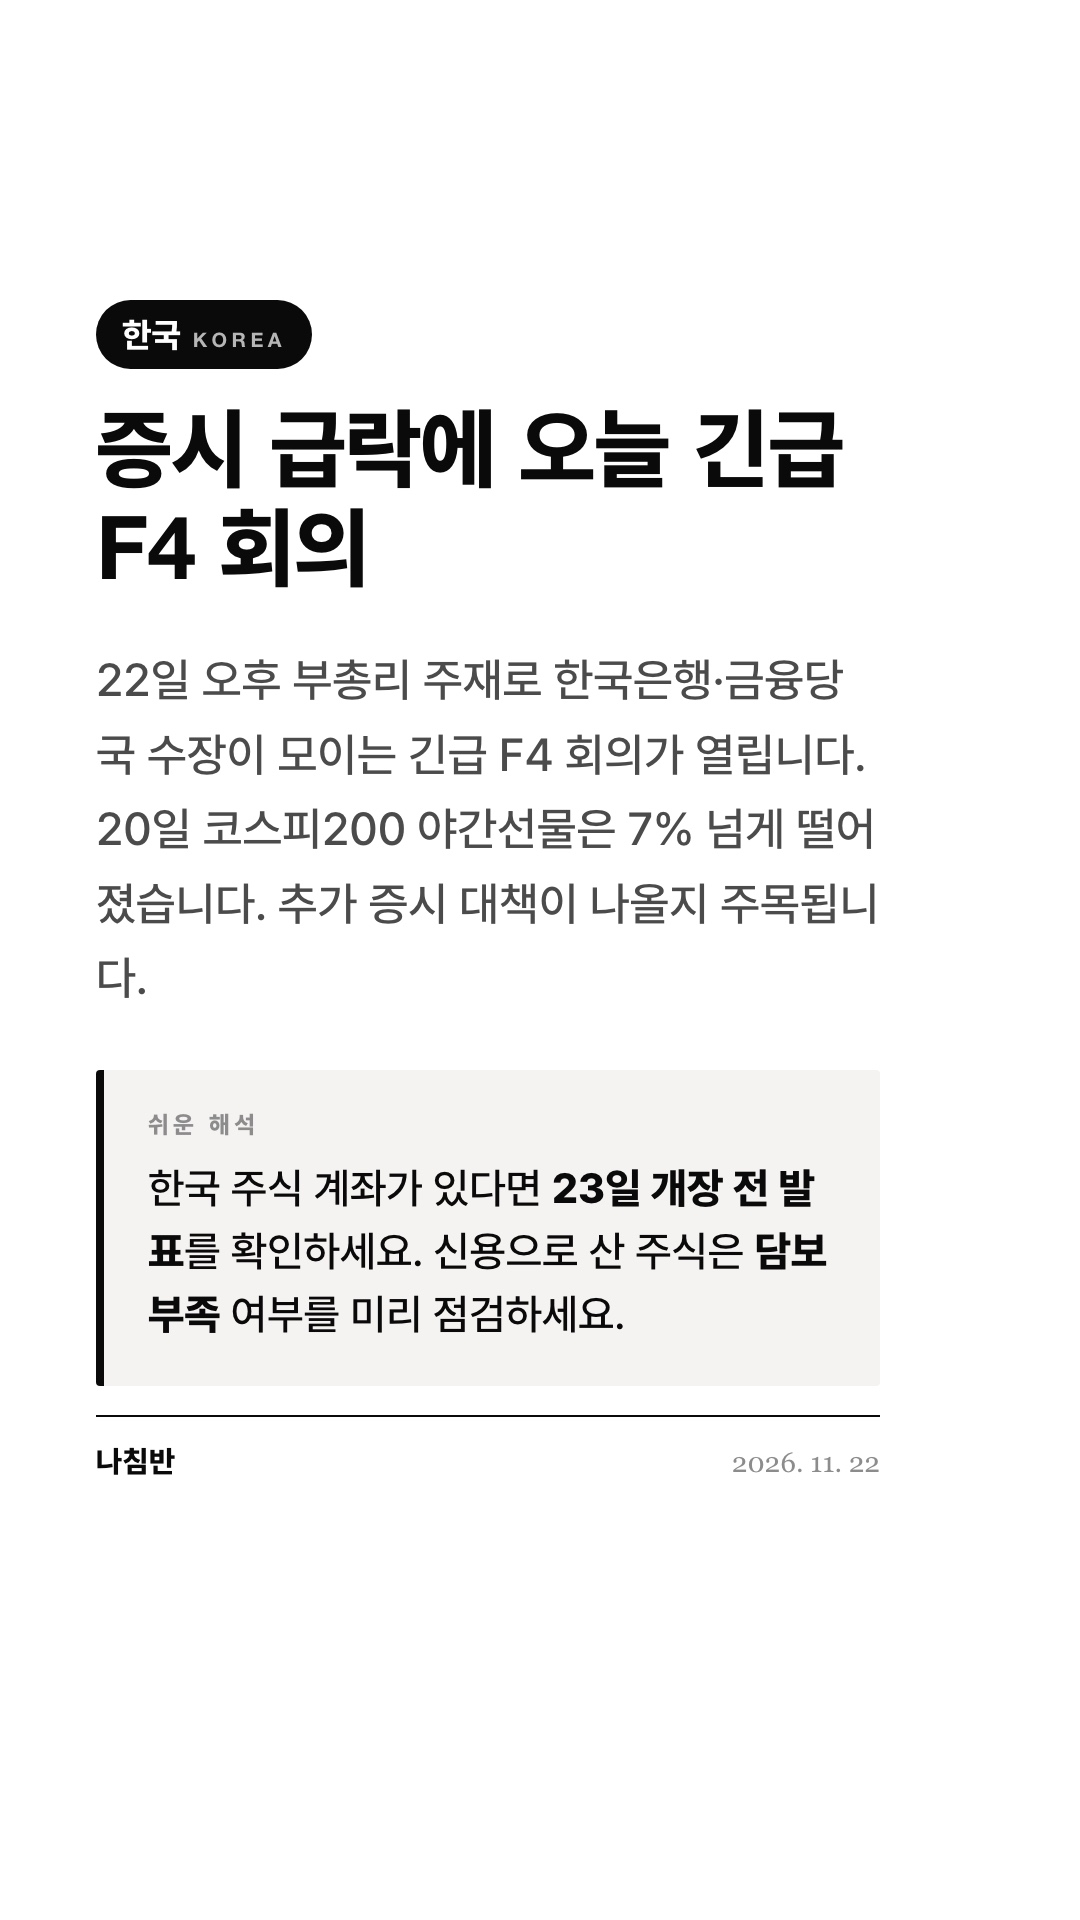 한국 KOREA
증시 급락에 오늘 긴급
F4 회의
22일 오후 부총리 주재로 한국은행·금융당
국 수장이 모이는 긴급 F4 회의가 열립니다.
20일 코스피200 야간선물은 7% 넘게 떨어
졌습니다. 추가 증시 대책이 나올지 주목됩니
다.
쉬운 해석
한국 주식 계좌가 있다면 23일 개장 전 발
표를 확인하세요. 신용으로 산 주식은 담보
부족 여부를 미리 점검하세요.
나침반
2026. 11. 22